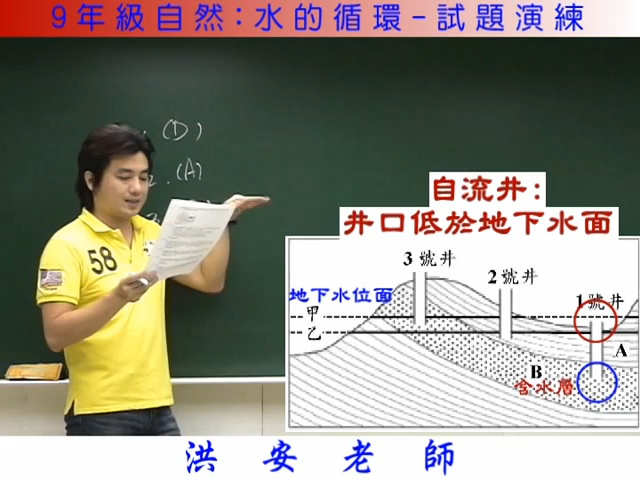 9年級自然:水的循環-試題演練
(D)
2.(A)
3.
58
自流井:
井口低於地下水面
3號井
2號井
1號井
地下水位面
甲
乙
A
B
含水層
洪安老師